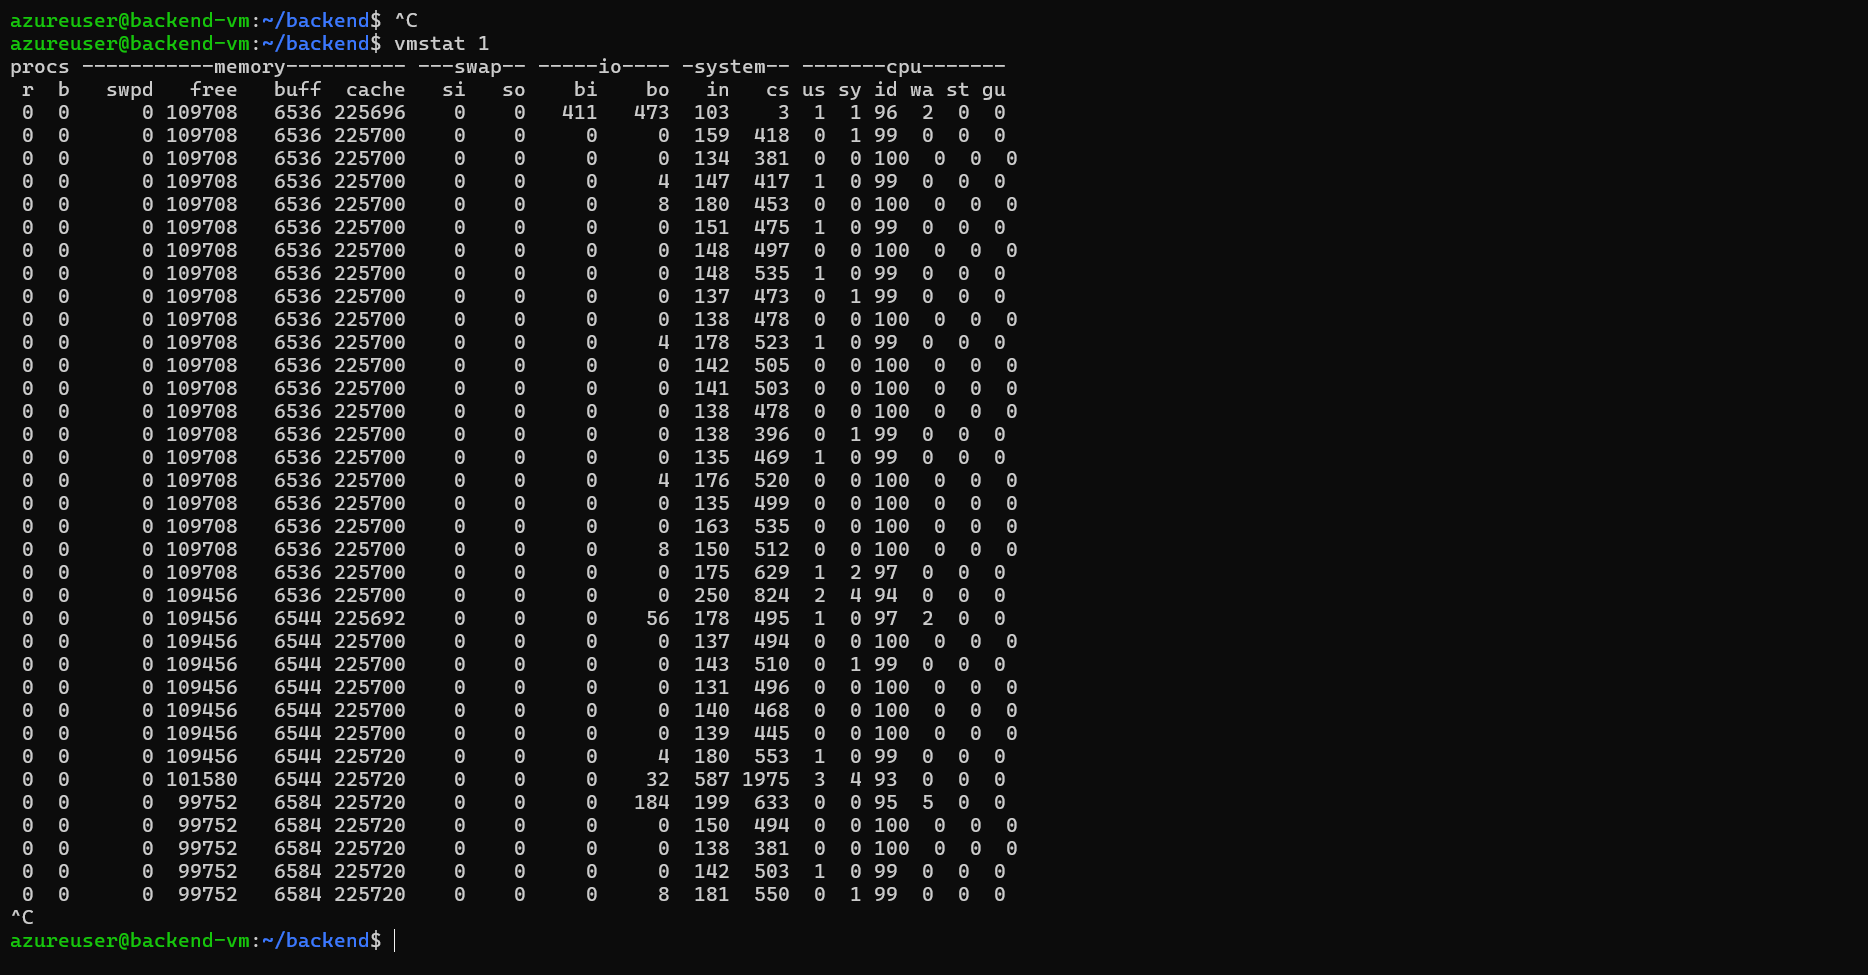 azureuser@backend-vm:~/backend$ ^C
azureuser@backend-vm:~/backend$ vmstat 1
procs -----------memory---------- ---swap-- -----io---- -system-- -------cpu-------
 r  b   swpd   free   buff  cache   si   so    bi    bo   in   cs us sy id wa st gu
 0  0      0 109708   6536 225696    0    0   411   473  103    3  1  1 96  2  0  0
 0  0      0 109708   6536 225700    0    0     0     0  159  418  0  1 99  0  0  0
 0  0      0 109708   6536 225700    0    0     0     0  134  381  0  0 100  0  0  0
 0  0      0 109708   6536 225700    0    0     0     4  147  417  1  0 99  0  0  0
 0  0      0 109708   6536 225700    0    0     0     8  180  453  0  0 100  0  0  0
 0  0      0 109708   6536 225700    0    0     0     0  151  475  1  0 99  0  0  0
 0  0      0 109708   6536 225700    0    0     0     0  148  497  0  0 100  0  0  0
 0  0      0 109708   6536 225700    0    0     0     0  148  535  1  0 99  0  0  0
 0  0      0 109708   6536 225700    0    0     0     0  137  473  0  1 99  0  0  0
 0  0      0 109708   6536 225700    0    0     0     0  138  478  0  0 100  0  0  0
 0  0      0 109708   6536 225700    0    0     0     4  178  523  1  0 99  0  0  0
 0  0      0 109708   6536 225700    0    0     0     0  142  505  0  0 100  0  0  0
 0  0      0 109708   6536 225700    0    0     0     0  141  503  0  0 100  0  0  0
 0  0      0 109708   6536 225700    0    0     0     0  138  478  0  0 100  0  0  0
 0  0      0 109708   6536 225700    0    0     0     0  138  396  0  1 99  0  0  0
 0  0      0 109708   6536 225700    0    0     0     0  135  469  1  0 99  0  0  0
 0  0      0 109708   6536 225700    0    0     0     4  176  520  0  0 100  0  0  0
 0  0      0 109708   6536 225700    0    0     0     0  135  499  0  0 100  0  0  0
 0  0      0 109708   6536 225700    0    0     0     0  163  535  0  0 100  0  0  0
 0  0      0 109708   6536 225700    0    0     0     8  150  512  0  0 100  0  0  0
 0  0      0 109708   6536 225700    0    0     0     0  175  629  1  2 97  0  0  0
 0  0      0 109456   6536 225700    0    0     0     0  250  824  2  4 94  0  0  0
 0  0      0 109456   6544 225692    0    0     0    56  178  495  1  0 97  2  0  0
 0  0      0 109456   6544 225700    0    0     0     0  137  494  0  0 100  0  0  0
 0  0      0 109456   6544 225700    0    0     0     0  143  510  0  1 99  0  0  0
 0  0      0 109456   6544 225700    0    0     0     0  131  496  0  0 100  0  0  0
 0  0      0 109456   6544 225700    0    0     0     0  140  468  0  0 100  0  0  0
 0  0      0 109456   6544 225700    0    0     0     0  139  445  0  0 100  0  0  0
 0  0      0 109456   6544 225720    0    0     0     4  180  553  1  0 99  0  0  0
 0  0      0 101580   6544 225720    0    0     0    32  587 1975  3  4 93  0  0  0
 0  0      0  99752   6584 225720    0    0     0   184  199  633  0  0 95  5  0  0
 0  0      0  99752   6584 225720    0    0     0     0  150  494  0  0 100  0  0  0
 0  0      0  99752   6584 225720    0    0     0     0  138  381  0  0 100  0  0  0
 0  0      0  99752   6584 225720    0    0     0     0  142  503  1  0 99  0  0  0
 0  0      0  99752   6584 225720    0    0     0     8  181  550  0  1 99  0  0  0
^C
azureuser@backend-vm:~/backend$